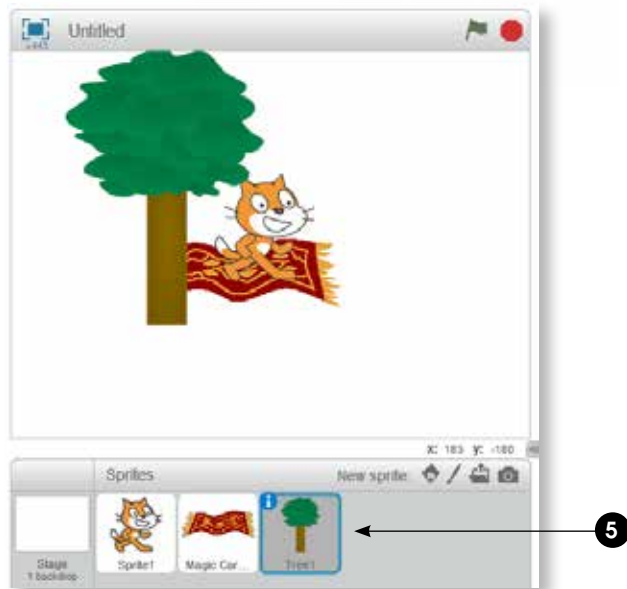 Untitled
x: 183 y: -180
Sprites
New sprite:
5
Stage
1 backdrop
Sprite1
Magic Car...
Tree1